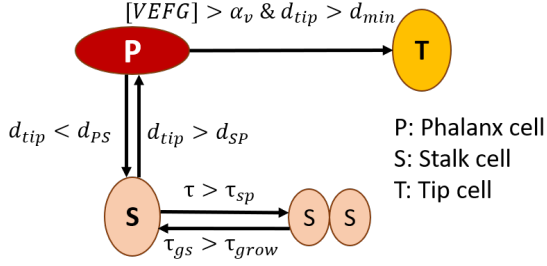 [VEFG] > α_v & d_tip > d_min
P
T
d_tip < d_PS
d_tip > d_SP
P: Phalanx cell
S: Stalk cell
T: Tip cell
S
τ > τ_sp
S S
τ_gs > τ_grow